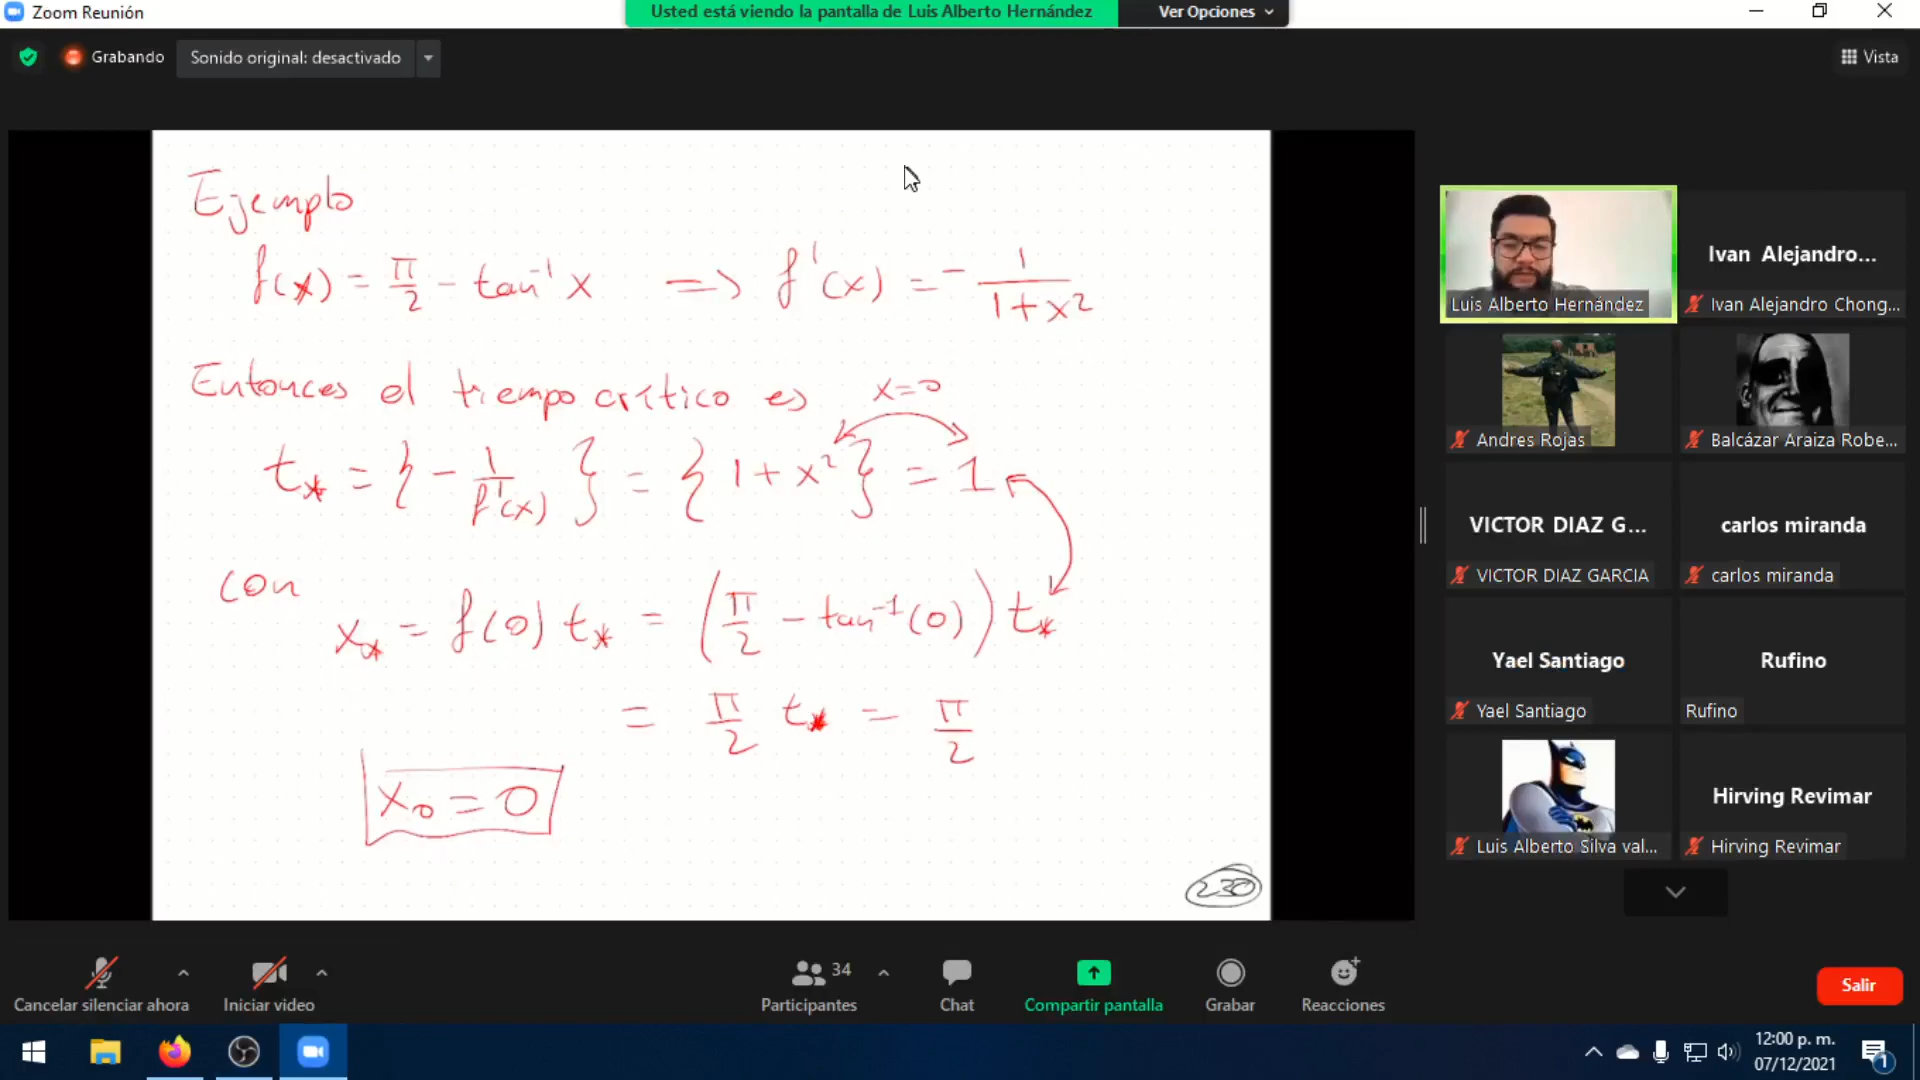 Zoom Reunión
Usted está viendo la pantalla de Luis Alberto Hernández
Ver Opciones
Grabando
Sonido original: desactivado
Vista
Ejemplo
f(x) = π/2 - tan⁻¹ x => f'(x) = - 1/(1+x²)
Entonces el tiempo crítico es x=0
t* = { - 1/f'(x) } = { 1+x² } = 1
con
x* = f(0) t* = (π/2 - tan⁻¹(0)) t*
= π/2 t* = π/2
x₀ = 0
230
Luis Alberto Hernández
Ivan Alejandro...
Ivan Alejandro Chong...
Andres Rojas
Balcázar Araiza Robe...
VICTOR DIAZ G...
VICTOR DIAZ GARCIA
carlos miranda
carlos miranda
Yael Santiago
Yael Santiago
Rufino
Rufino
Luis Alberto Silva val...
Hirving Revimar
Hirving Revimar
Cancelar silenciar ahora
Iniciar video
34
Participantes
Chat
Compartir pantalla
Grabar
Reacciones
Salir
12:00 p. m.
07/12/2021
1